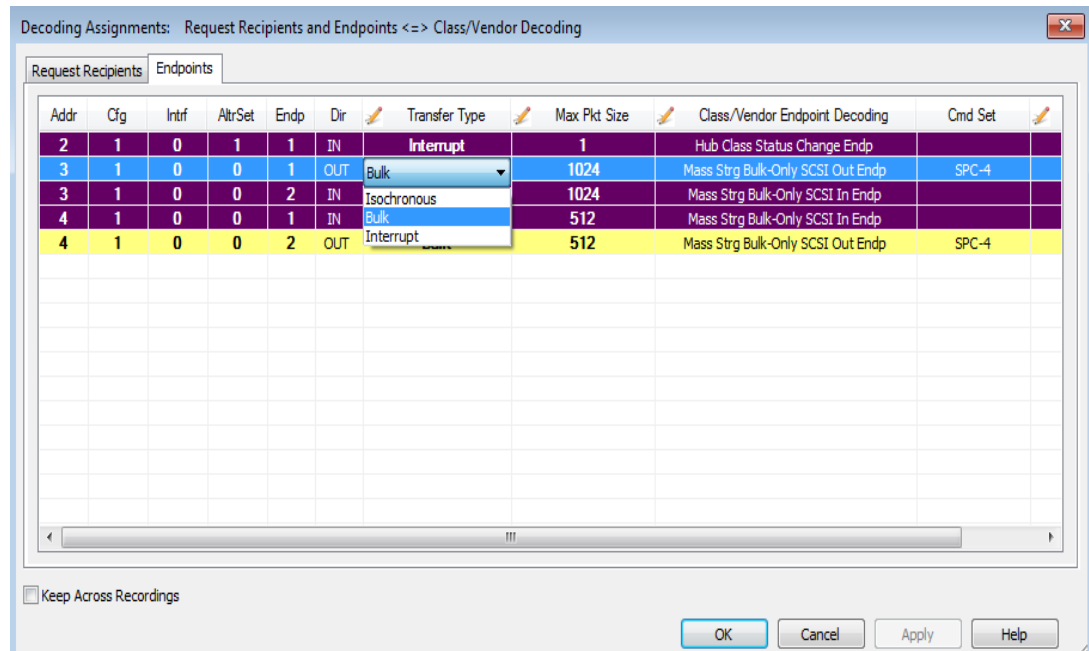 Decoding Assignments: Request Recipients and Endpoints <=> Class/Vendor Decoding
Request Recipients Endpoints
Addr Cfg Intrf AltrSet Endp Dir Transfer Type Max Pkt Size Class/Vendor Endpoint Decoding Cmd Set
2 1 0 1 1 IN Interrupt 1 Hub Class Status Change Endp
3 1 0 0 1 OUT Bulk 1024 Mass Strg Bulk-Only SCSI Out Endp SPC-4
3 1 0 0 2 IN Isochronous 1024 Mass Strg Bulk-Only SCSI In Endp
4 1 0 0 1 IN Bulk 512 Mass Strg Bulk-Only SCSI In Endp
4 1 0 0 2 OUT Interrupt 512 Mass Strg Bulk-Only SCSI Out Endp SPC-4
Keep Across Recordings
OK Cancel Apply Help